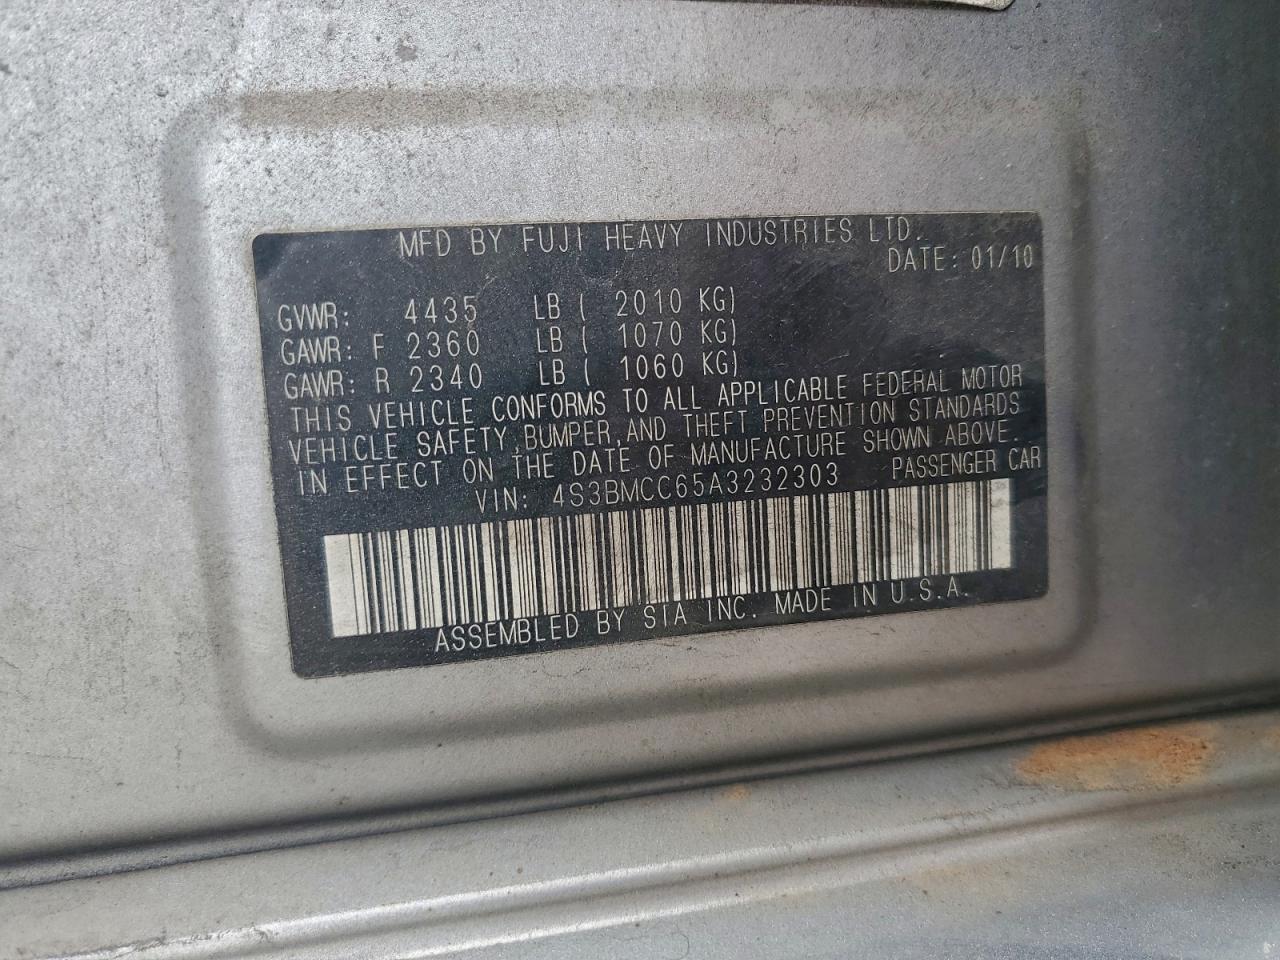 MFD BY FUJI HEAVY INDUSTRIES LTD.
DATE: 01/10
GVWR: 4435 LB ( 2010 KG)
GAWR: F 2360 LB ( 1070 KG)
GAWR: R 2340 LB ( 1060 KG)
THIS VEHICLE CONFORMS TO ALL APPLICABLE FEDERAL MOTOR
VEHICLE SAFETY, BUMPER, AND THEFT PREVENTION STANDARDS
IN EFFECT ON THE DATE OF MANUFACTURE SHOWN ABOVE.
VIN: 4S3BMCC65A3232303 PASSENGER CAR
ASSEMBLED BY SIA INC. MADE IN U.S.A.